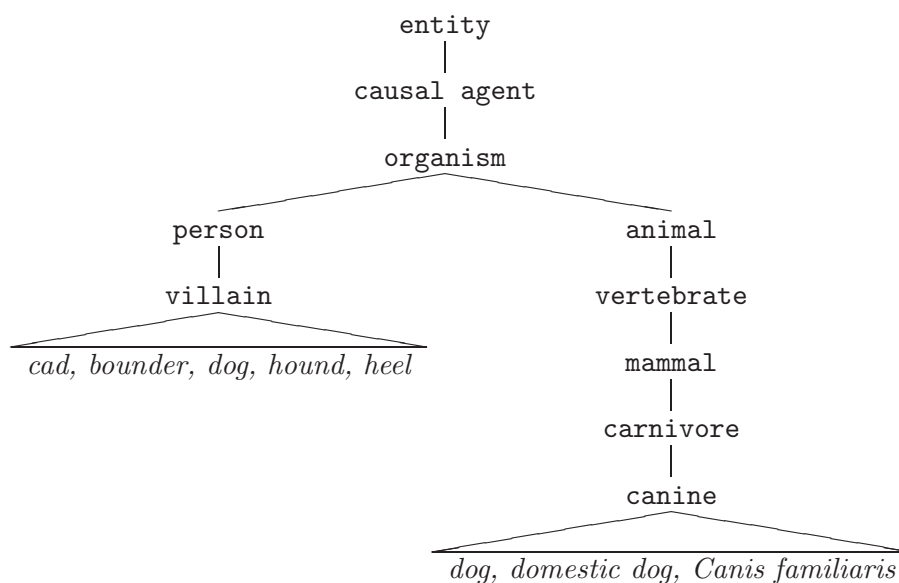 entity
causal agent
organism
person animal
villain vertebrate
cad, bounder, dog, hound, heel
mammal
carnivore
canine
dog, domestic dog, Canis familiaris